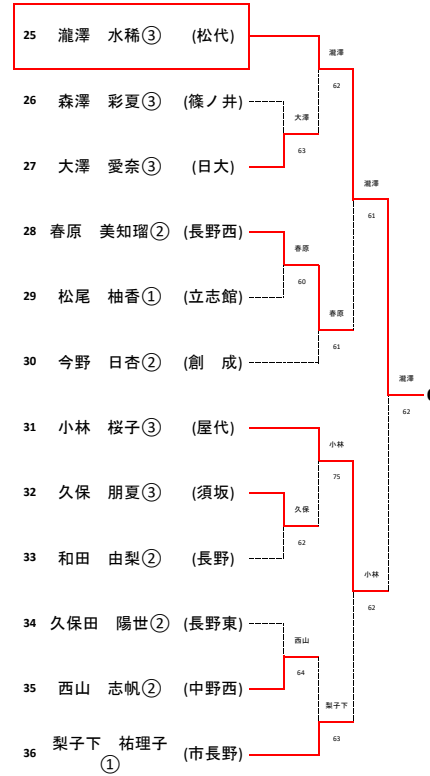 25 瀧澤 水稀③ (松代)
瀧澤
62
26 森澤 彩夏③ (篠ノ井)
大澤
63
27 大澤 愛奈③ (日大)
瀧澤
61
28 春原 美知瑠② (長野西)
春原
60
29 松尾 柚香① (立志館)
春原
61
30 今野 日杏② (創 成)
瀧澤
62
31 小林 桜子③ (屋代)
小林
75
32 久保 朋夏③ (須坂)
久保
62
33 和田 由梨② (長野)
小林
62
34 久保田 陽世② (長野東)
西山
64
35 西山 志帆② (中野西)
梨子下
63
36 梨子下 祐理子① (市長野)